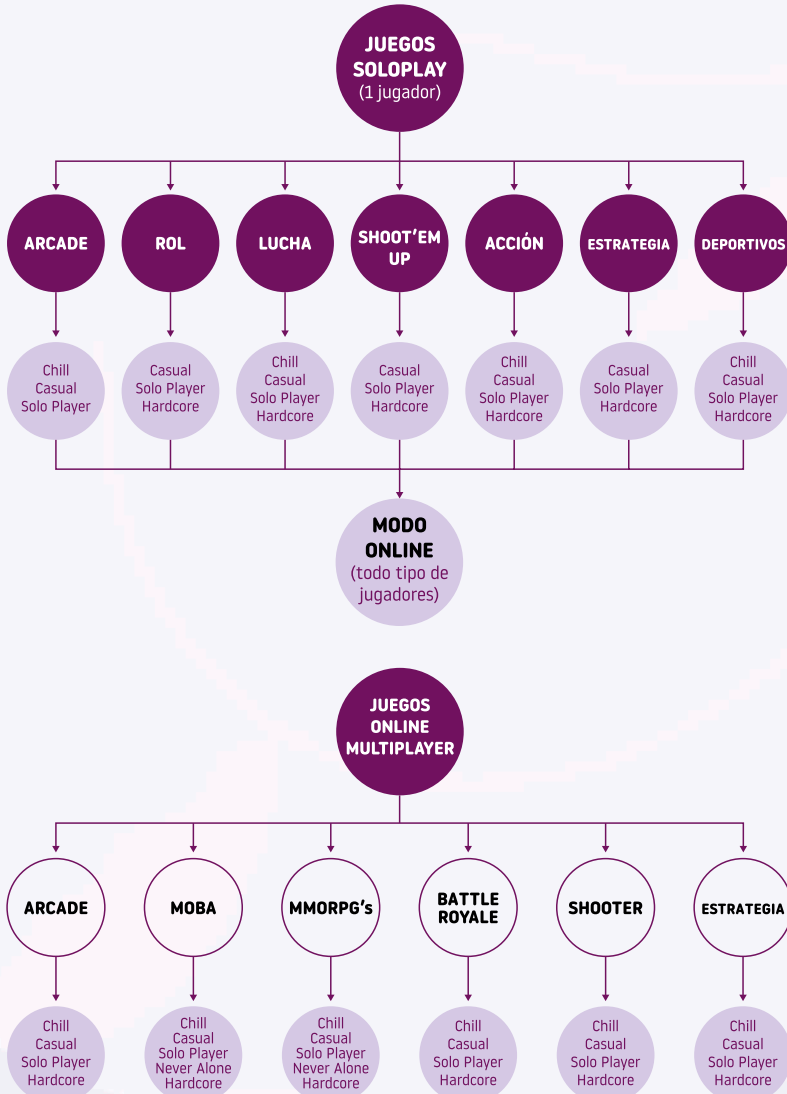 JUEGOS
SOLOPLAY
(1 jugador)
ARCADE
ROL
LUCHA
SHOOT'EM
UP
ACCIÓN
ESTRATEGIA
DEPORTIVOS
Chill
Casual
Solo Player
Casual
Solo Player
Hardcore
Chill
Casual
Solo Player
Hardcore
Casual
Solo Player
Hardcore
Chill
Casual
Solo Player
Hardcore
Casual
Solo Player
Hardcore
Chill
Casual
Solo Player
Hardcore
MODO
ONLINE
(todo tipo de
jugadores)
JUEGOS
ONLINE
MULTIPLAYER
ARCADE
MOBA
MMORPG's
BATTLE
ROYALE
SHOOTER
ESTRATEGIA
Chill
Casual
Solo Player
Hardcore
Chill
Casual
Solo Player
Never Alone
Hardcore
Chill
Casual
Solo Player
Never Alone
Hardcore
Chill
Casual
Solo Player
Hardcore
Chill
Casual
Solo Player
Hardcore
Chill
Casual
Solo Player
Hardcore